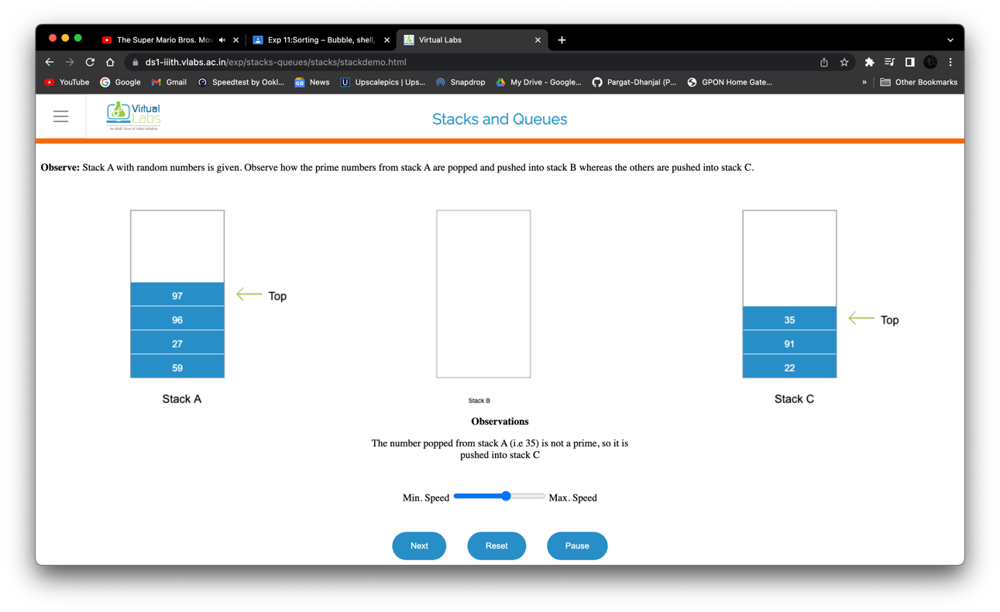 The Super Mario Bros. Mov
Exp 11:Sorting – Bubble, shell,
Virtual Labs
ds1-iiith.vlabs.ac.in/exp/stacks-queues/stacks/stackdemo.html
YouTube
Google
Gmail
Speedtest by Ookl...
News
Upscalepics | Ups...
Snapdrop
My Drive - Google...
Pargat-Dhanjal (P...
GPON Home Gate...
»
Other Bookmarks
Virtual
Labs
An MoE Govt of India Initiative
Stacks and Queues
Observe: Stack A with random numbers is given. Observe how the prime numbers from stack A are popped and pushed into stack B whereas the others are pushed into stack C.
97
Top
96
27
59
Stack A
Stack B
35
Top
91
22
Stack C
Observations
The number popped from stack A (i.e 35) is not a prime, so it is
pushed into stack C
Min. Speed
Max. Speed
Next
Reset
Pause